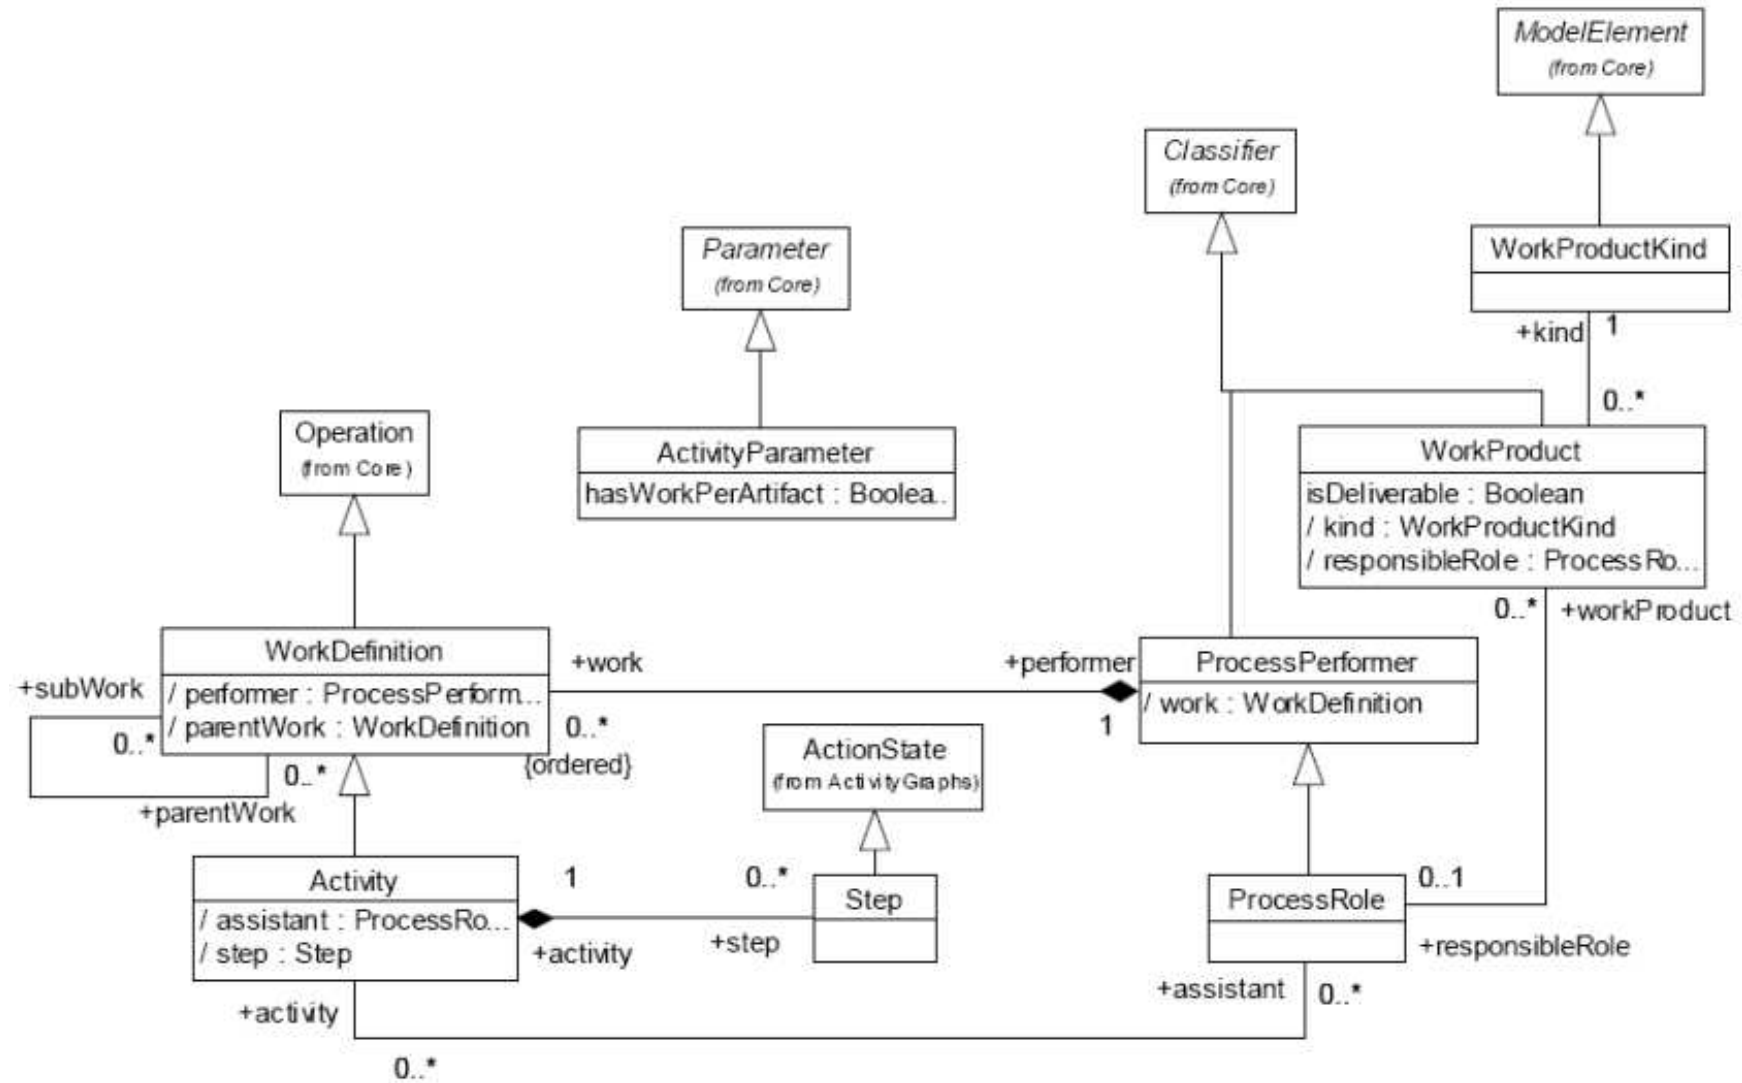 ModelElement
(from Core)
Classifier
(from Core)
WorkProductKind
Parameter
(from Core)
+kind
1
0..*
Operation
(from Core)
ActivityParameter
hasWorkPerArtifact : Boolea..
WorkProduct
isDeliverable : Boolean
/ kind : WorkProductKind
/ responsibleRole : ProcessRo...
0..*
+workProduct
WorkDefinition
/ performer : ProcessPerform...
/ parentWork : WorkDefinition
+subWork
0..*
0..*
+parentWork
+work
0..*
{ordered}
+performer
1
ProcessPerformer
/ work : WorkDefinition
ActionState
(from ActivityGraphs)
Activity
/ assistant : ProcessRo...
/ step : Step
1
+activity
0..*
+step
Step
ProcessRole
0..1
+responsibleRole
+assistant
0..*
+activity
0..*